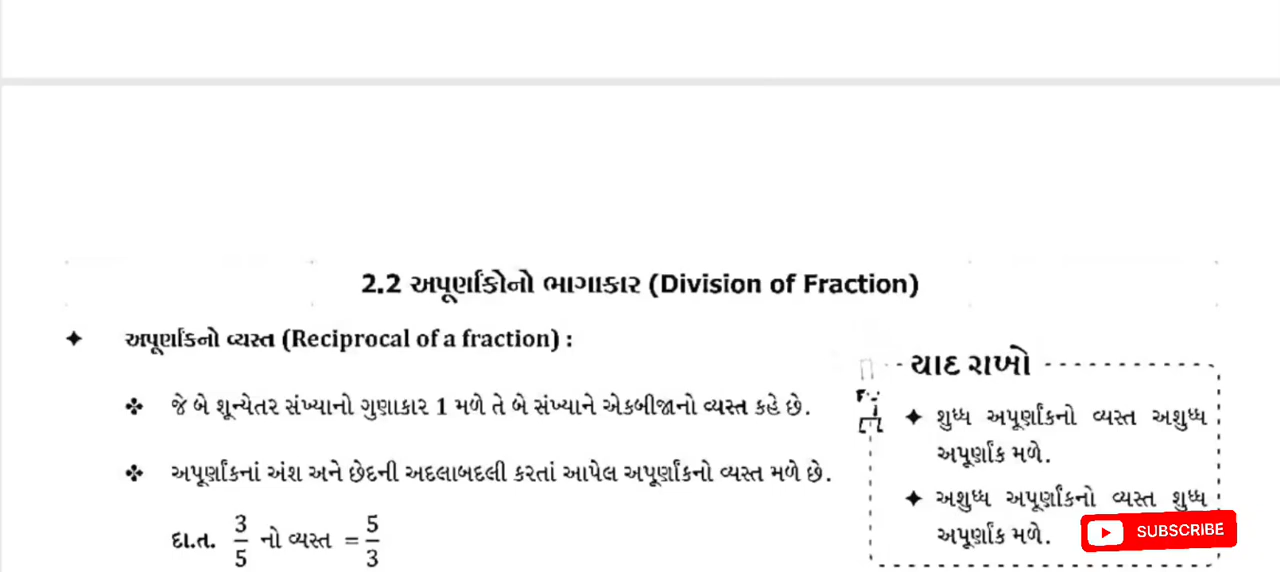 2.2 અપૂર્ણાંકોનો ભાગાકાર (Division of Fraction)
✦ અપૂર્ણાંકનો વ્યસ્ત (Reciprocal of a fraction) :
❖ જે બે શૂન્યેતર સંખ્યાનો ગુણાકાર 1 મળે તે બે સંખ્યાને એકબીજાનો વ્યસ્ત કહે છે.
❖ અપૂર્ણાંકનાં અંશ અને છેદની અદલાબદલી કરતાં આપેલ અપૂર્ણાંકનો વ્યસ્ત મળે છે.
દા.ત. 3/5 નો વ્યસ્ત = 5/3
યાદ રાખો
✦ શુધ્ધ અપૂર્ણાંકનો વ્યસ્ત અશુધ્ધ
અપૂર્ણાંક મળે.
✦ અશુધ્ધ અપૂર્ણાંકનો વ્યસ્ત શુધ્ધ
અપૂર્ણાંક મળે.
SUBSCRIBE